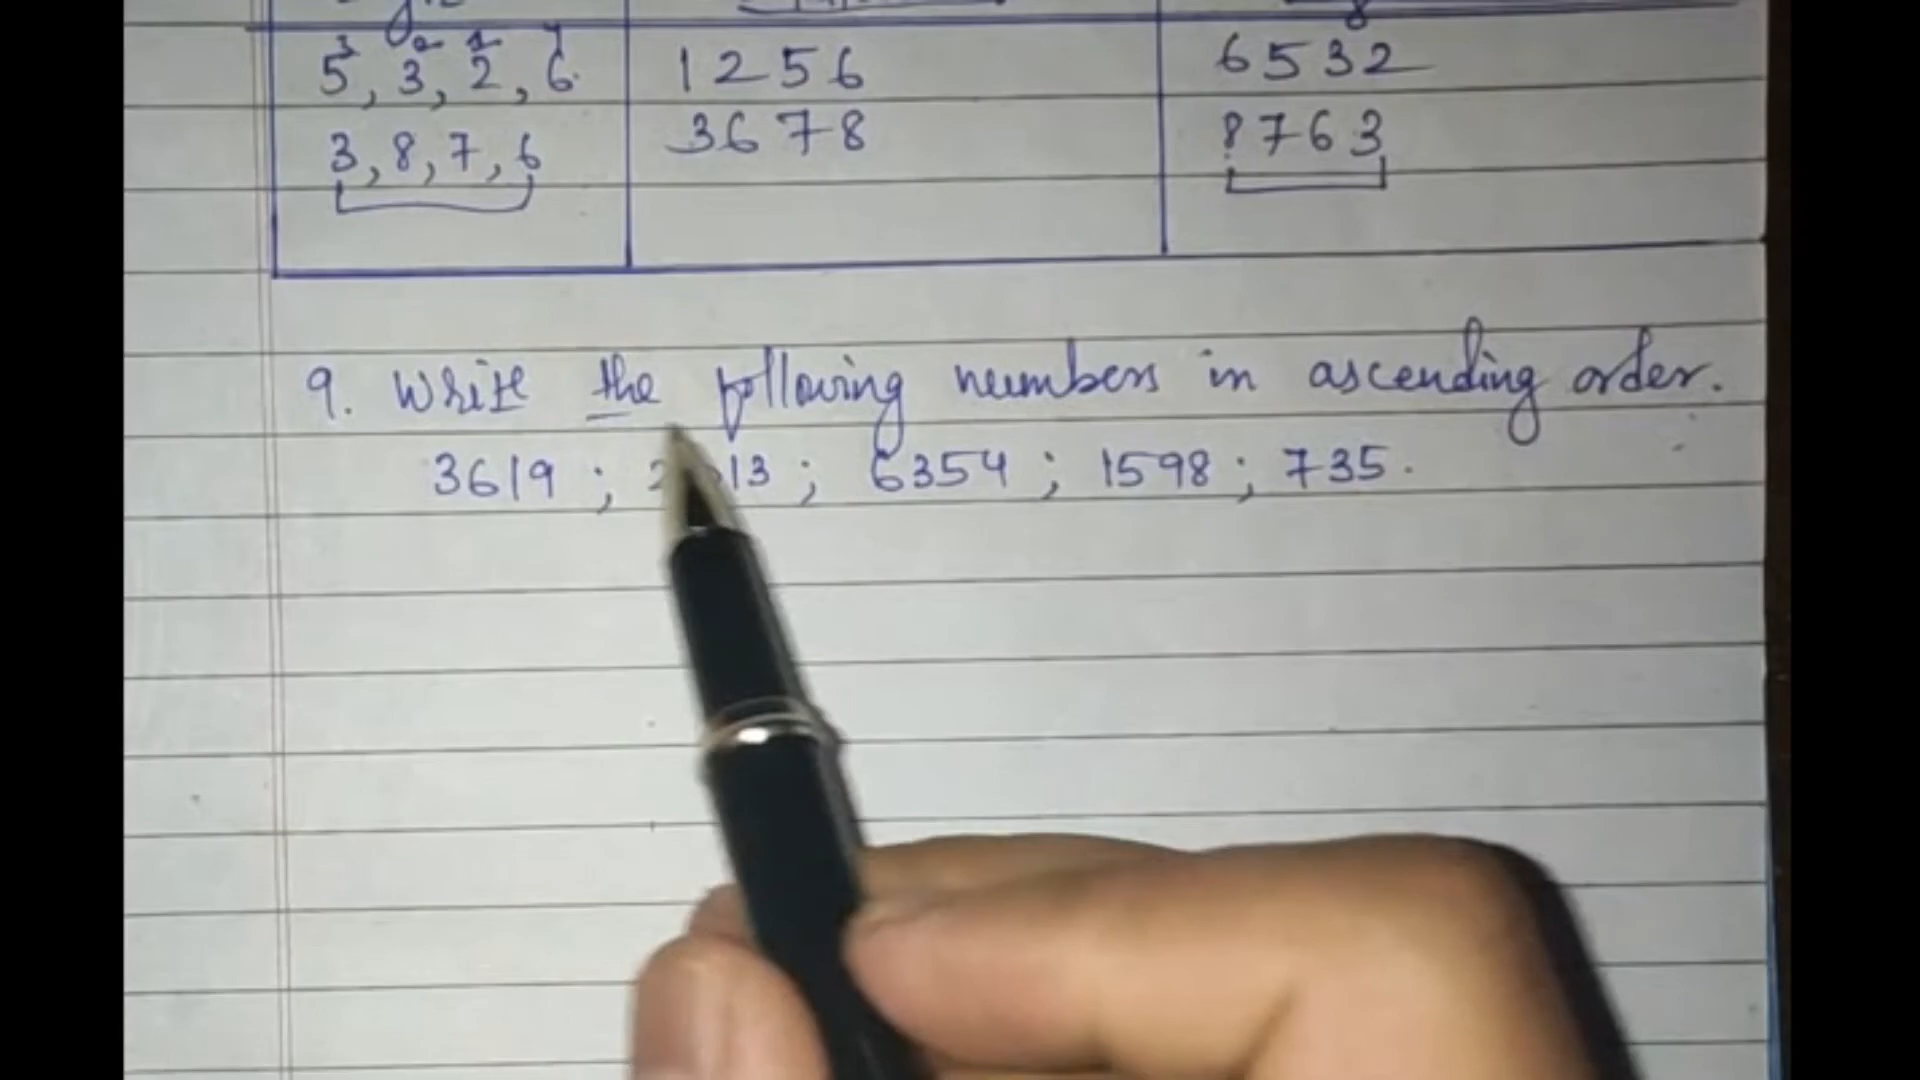 5, 3, 2, 6. 1256 6532
3, 8, 7, 6 3678 8763
9. Write the following numbers in ascending order.
3619 ; ; 6354 ; 1598 ; 735.